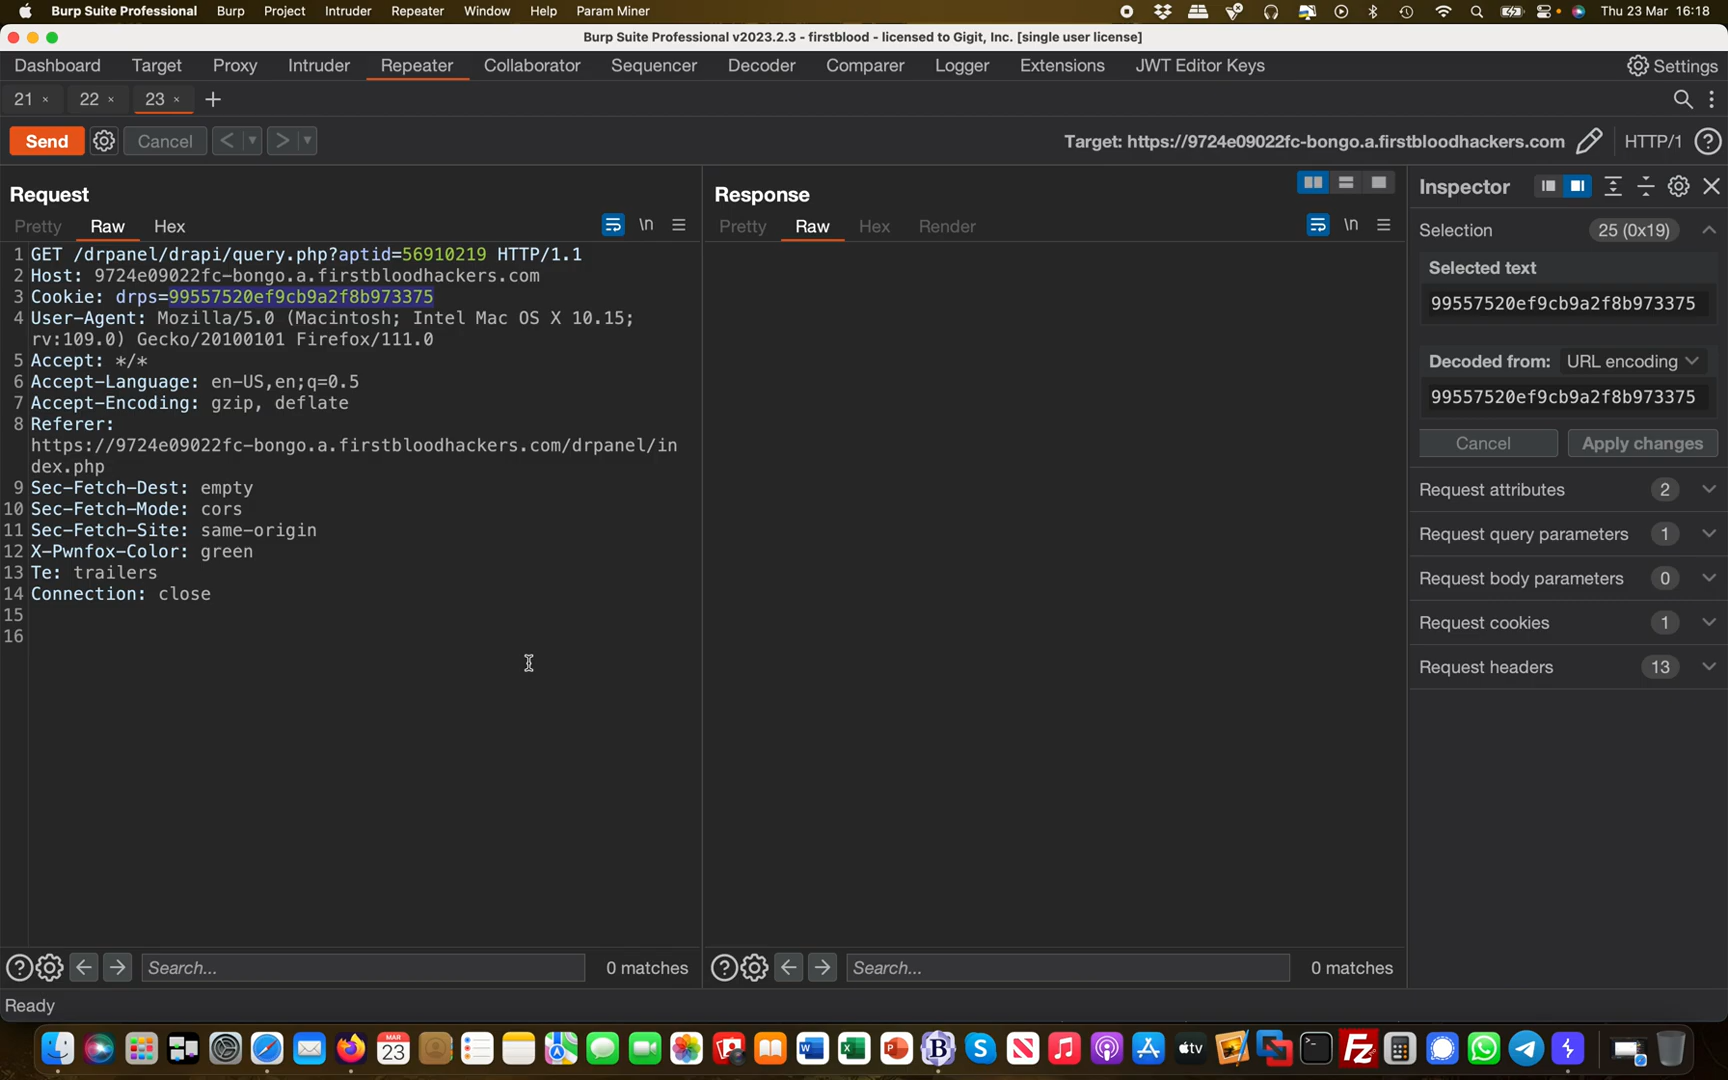 Burp Suite Professional Burp Project Intruder Repeater Window Help Param Miner Thu 23 Mar 16:18
Burp Suite Professional v2023.2.3 - firstblood - licensed to Gigit, Inc. [single user license]
Dashboard Target Proxy Intruder Repeater Collaborator Sequencer Decoder Comparer Logger Extensions JWT Editor Keys Settings
21 × 22 × 23 × +
Send Cancel < > Target: https://9724e09022fc-bongo.a.firstbloodhackers.com HTTP/1 ?
Request
Pretty Raw Hex \n
1 GET /drpanel/drapi/query.php?aptid=56910219 HTTP/1.1
2 Host: 9724e09022fc-bongo.a.firstbloodhackers.com
3 Cookie: drps=99557520ef9cb9a2f8b973375
4 User-Agent: Mozilla/5.0 (Macintosh; Intel Mac OS X 10.15;
rv:109.0) Gecko/20100101 Firefox/111.0
5 Accept: */*
6 Accept-Language: en-US,en;q=0.5
7 Accept-Encoding: gzip, deflate
8 Referer:
https://9724e09022fc-bongo.a.firstbloodhackers.com/drpanel/in
dex.php
9 Sec-Fetch-Dest: empty
10 Sec-Fetch-Mode: cors
11 Sec-Fetch-Site: same-origin
12 X-Pwnfox-Color: green
13 Te: trailers
14 Connection: close
15
16
? Search... 0 matches
Response
Pretty Raw Hex Render \n
? Search... 0 matches
Inspector
Selection 25 (0x19)
Selected text
99557520ef9cb9a2f8b973375
Decoded from: URL encoding
99557520ef9cb9a2f8b973375
Cancel Apply changes
Request attributes 2
Request query parameters 1
Request body parameters 0
Request cookies 1
Request headers 13
Ready
MAR
23
tv
Fz